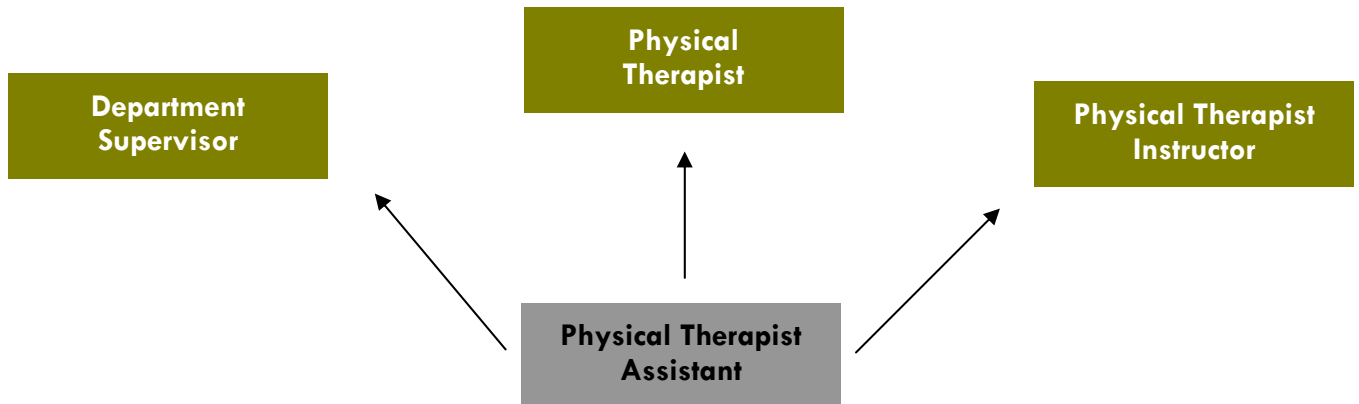 Physical
Therapist
Department
Supervisor
Physical Therapist
Instructor
Physical Therapist
Assistant